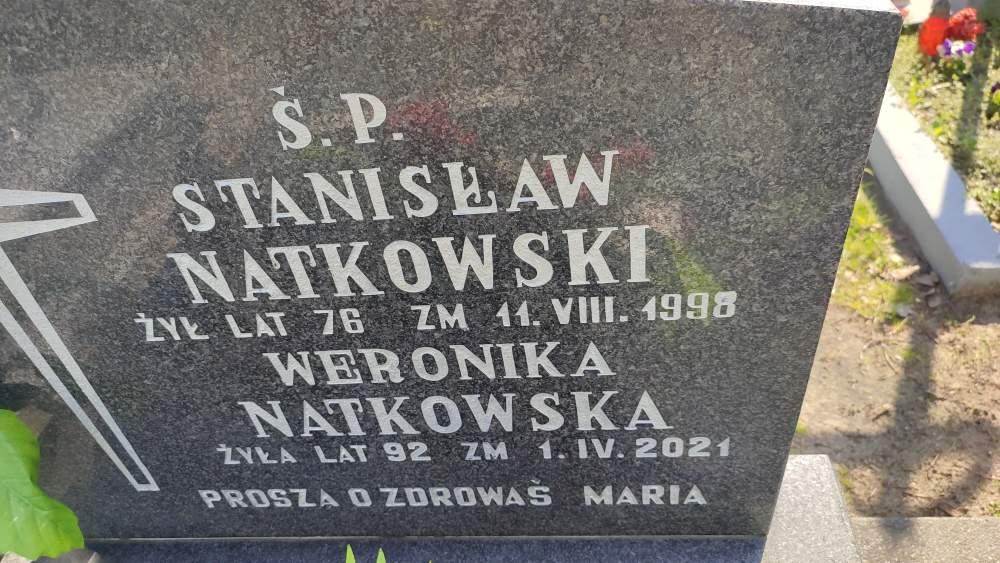 Ś. P.
STANISŁAW
NATKOWSKI
ŻYŁ LAT 76 ZM 11. VIII. 1998
WERONIKA
NATKOWSKA
ŻYŁA LAT 92 ZM 1. IV. 2021
PROSZĄ O ZDROWAŚ MARIA